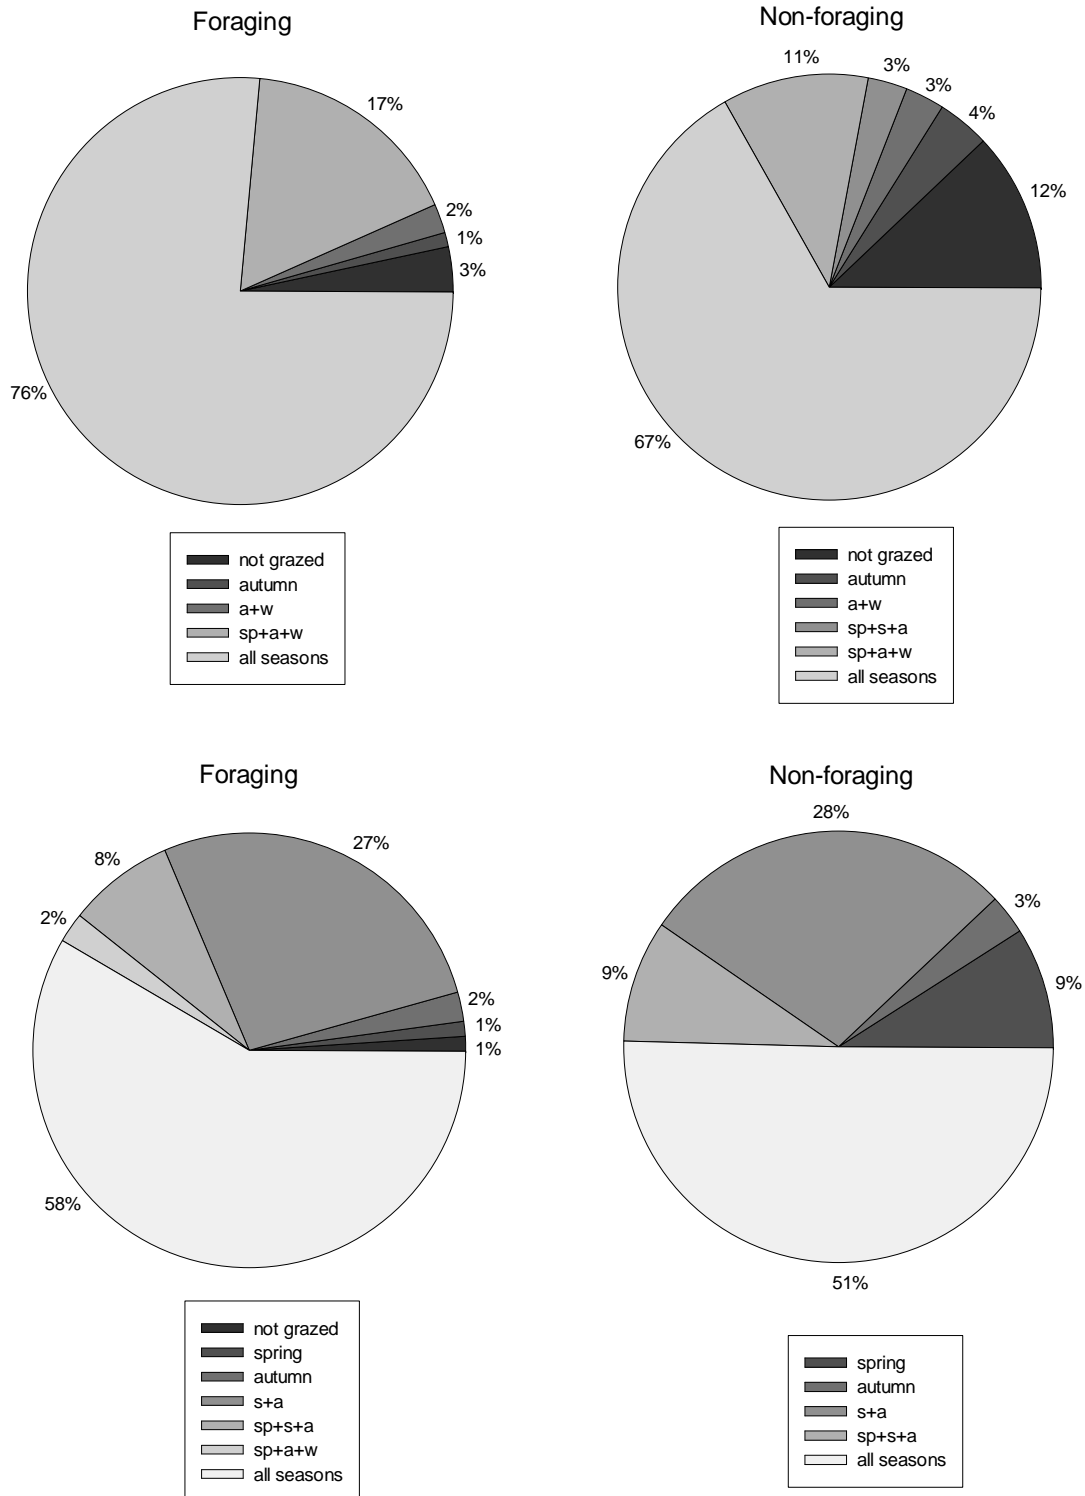 Foraging
17%
2%
1%
3%
76%
not grazed
autumn
a+w
sp+a+w
all seasons
Non-foraging
11%
3%
3%
4%
12%
67%
not grazed
autumn
a+w
sp+s+a
sp+a+w
all seasons
Foraging
27%
8%
2%
2%
1%
1%
58%
not grazed
spring
autumn
s+a
sp+s+a
sp+a+w
all seasons
Non-foraging
28%
3%
9%
9%
51%
spring
autumn
s+a
sp+s+a
all seasons